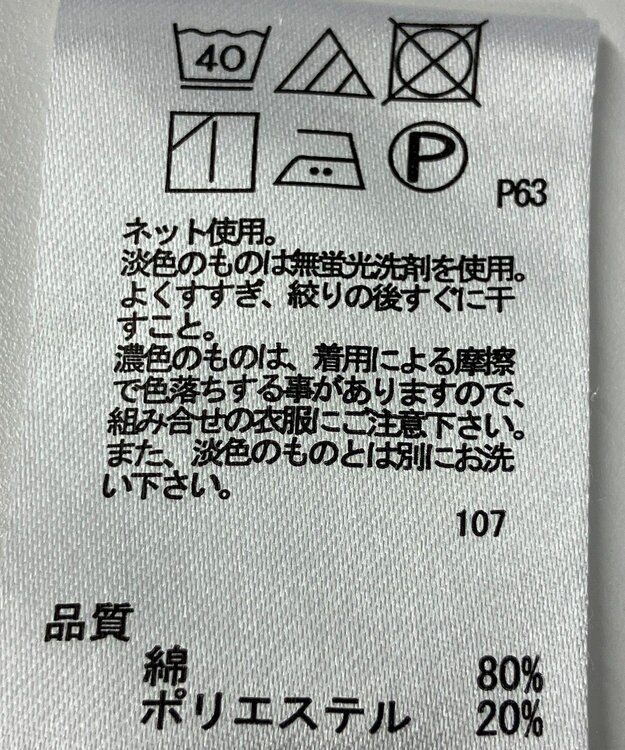 40
P
P63
ネット使用。
淡色のものは無蛍光洗剤を使用。
よくすすぎ、絞りの後すぐに干
すこと。
濃色のものは、着用による摩擦
で色落ちする事がありますので、
組み合せの衣服にご注意下さい。
また、淡色のものとは別にお洗
い下さい。
107
品質
綿 80%
ポリエステル 20%